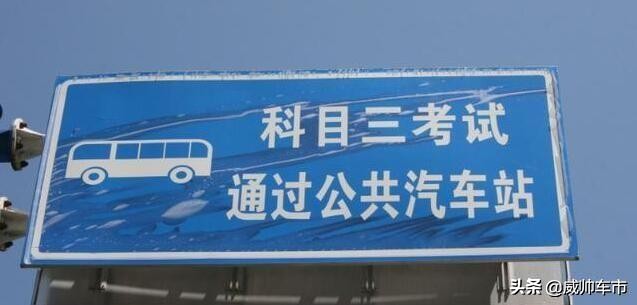 科目三考试
通过公共汽车站
头条 @威帅车市